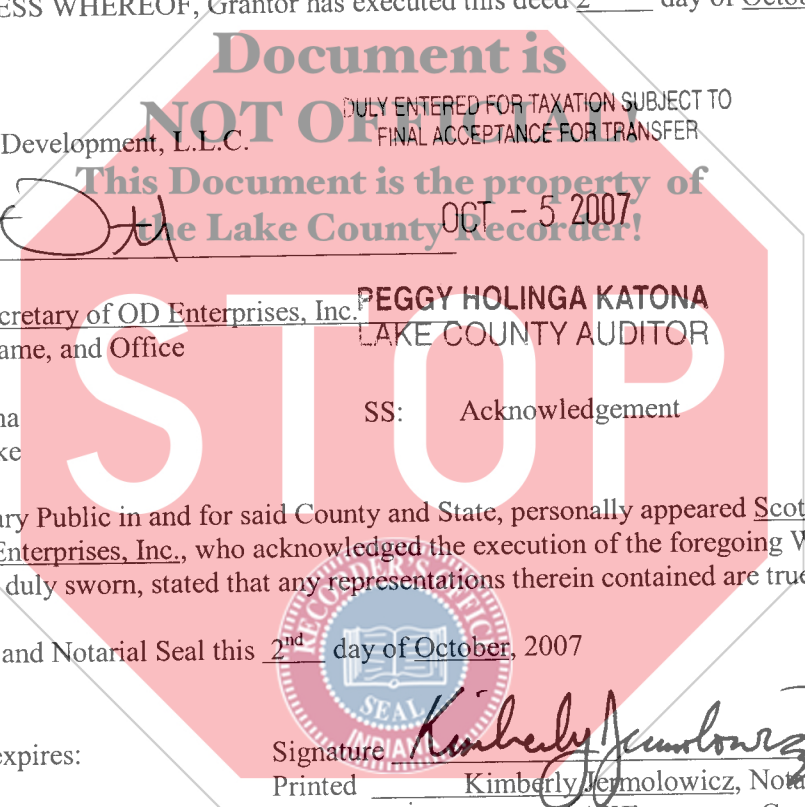 ESS WHEREOF, Grantor has executed this deed 2 day of Octo
Document is
NOT OFFICIAL!
DULY ENTERED FOR TAXATION SUBJECT TO
FINAL ACCEPTANCE FOR TRANSFER
Development, L.L.C.
This Document is the property of
the Lake County Recorder!
OCT - 5 2007
cretary of OD Enterprises, Inc.
ame, and Office
PEGGY HOLINGA KATONA
LAKE COUNTY AUDITOR
STOP
na
SS: Acknowledgement
ke
ary Public in and for said County and State, personally appeared Scot
Enterprises, Inc., who acknowledged the execution of the foregoing W
duly sworn, stated that any representations therein contained are true
RECORDER'S OFFICE
SEAL
INDIANA
and Notarial Seal this 2nd day of October, 2007
expires:
Signature Kimberly Jermolowicz
Printed Kimberly Jermolowicz, Nota